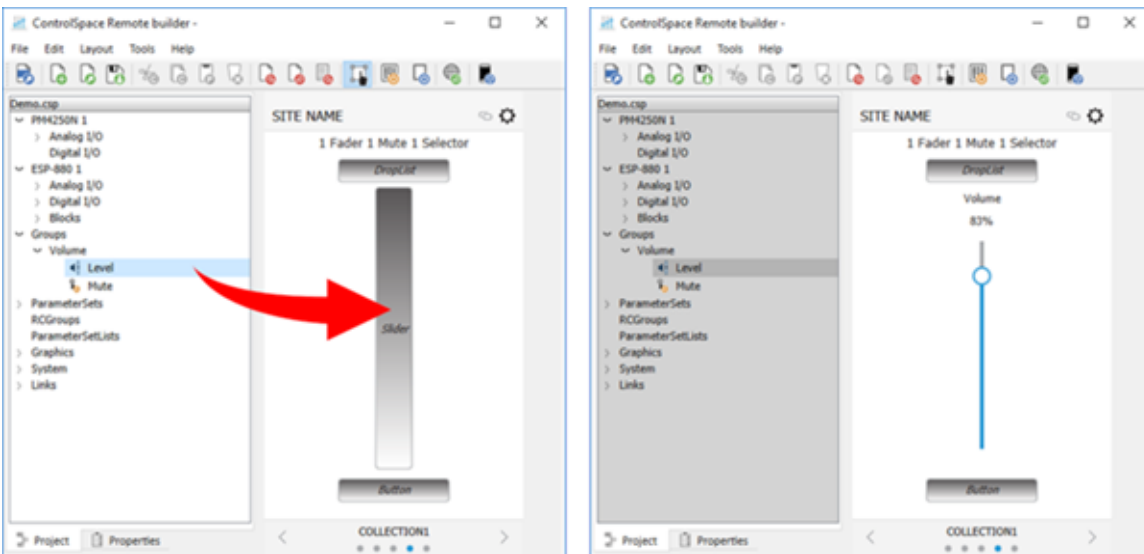 ControlSpace Remote builder -
File Edit Layout Tools Help
Demo.csp
PM4250N 1
Analog I/O
Digital I/O
ESP-880 1
Analog I/O
Digital I/O
Blocks
Groups
Volume
Level
Mute
ParameterSets
RCGroups
ParameterSetLists
Graphics
System
Links
Project Properties
SITE NAME
1 Fader 1 Mute 1 Selector
DropList
Slider
Button
COLLECTION1
ControlSpace Remote builder -
File Edit Layout Tools Help
Demo.csp
PM4250N 1
Analog I/O
Digital I/O
ESP-880 1
Analog I/O
Digital I/O
Blocks
Groups
Volume
Level
Mute
ParameterSets
RCGroups
ParameterSetLists
Graphics
System
Links
Project Properties
SITE NAME
1 Fader 1 Mute 1 Selector
DropList
Volume
83%
Button
COLLECTION1